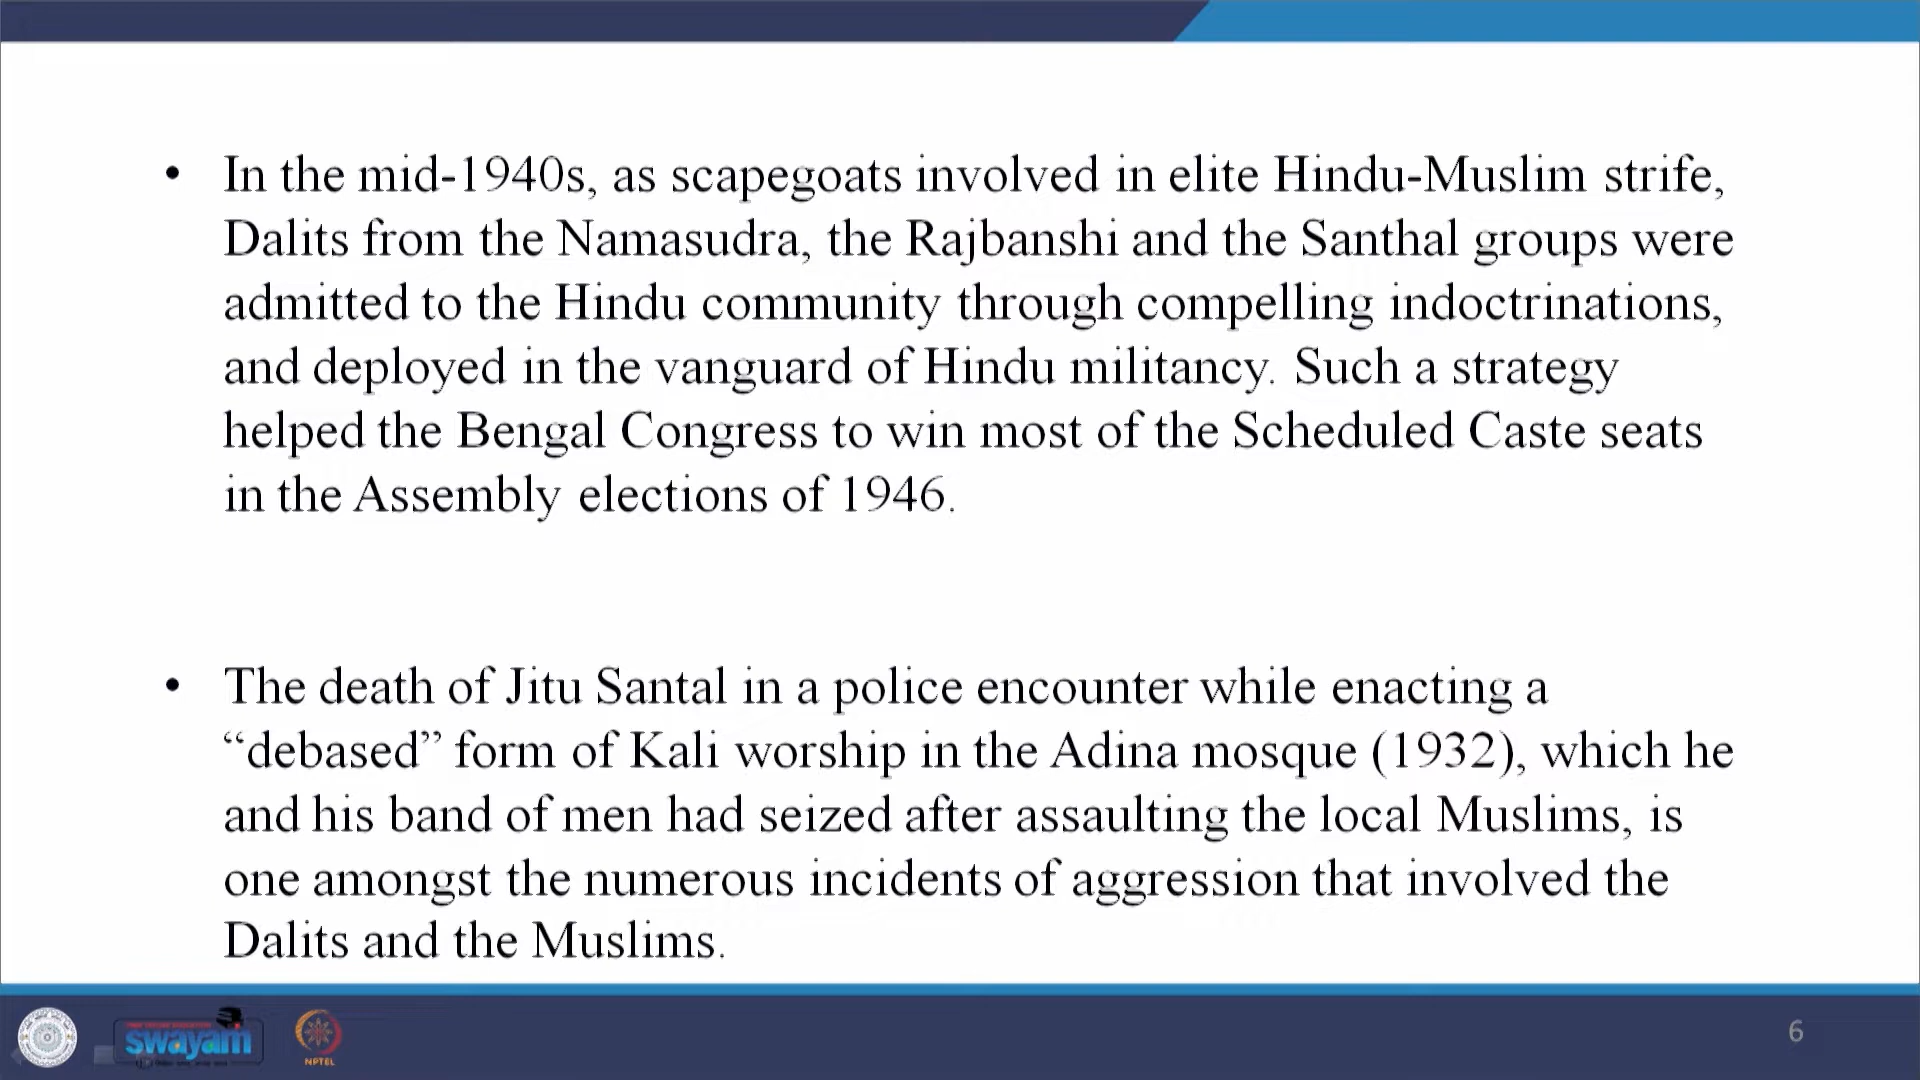 • In the mid-1940s, as scapegoats involved in elite Hindu-Muslim strife,
Dalits from the Namasudra, the Rajbanshi and the Santhal groups were
admitted to the Hindu community through compelling indoctrinations,
and deployed in the vanguard of Hindu militancy. Such a strategy
helped the Bengal Congress to win most of the Scheduled Caste seats
in the Assembly elections of 1946.
• The death of Jitu Santal in a police encounter while enacting a
“debased” form of Kali worship in the Adina mosque (1932), which he
and his band of men had seized after assaulting the local Muslims, is
one amongst the numerous incidents of aggression that involved the
Dalits and the Muslims.
swayam
NPTEL
6